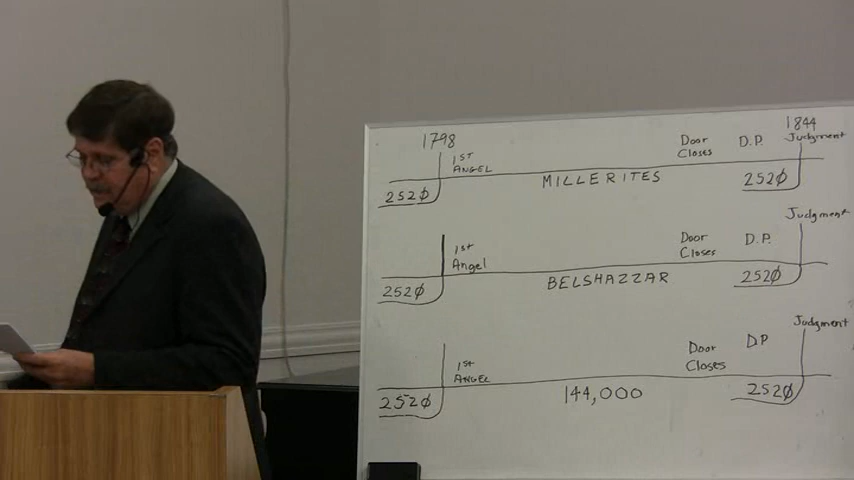 1798
1844
1ST
ANGEL
Door
Closes
D.P.
Judgment
2520
MILLERITES
2520
1st
Angel
Door
Closes
D.P.
Judgment
2520
BELSHAZZAR
2520
1st
ANGEL
Door
Closes
DP
Judgment
2520
144,000
2520